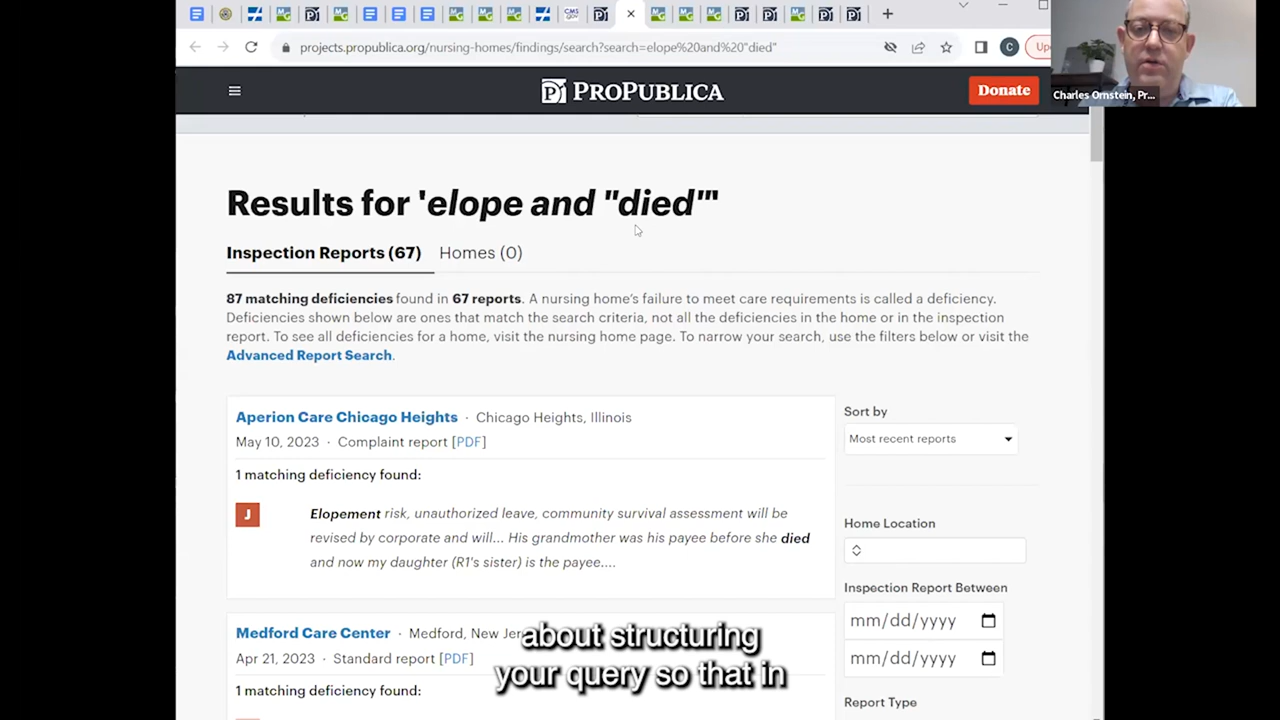 projects.propublica.org/nursing-homes/findings/search?search=elope%20and%20"died"
C
Up
Charles Ornstein, Pr...
PROPUBLICA
Donate
Results for 'elope and "died"'
Inspection Reports (67) Homes (0)
87 matching deficiencies found in 67 reports. A nursing home's failure to meet care requirements is called a deficiency.
Deficiencies shown below are ones that match the search criteria, not all the deficiencies in the home or in the inspection
report. To see all deficiencies for a home, visit the nursing home page. To narrow your search, use the filters below or visit the
Advanced Report Search.
Aperion Care Chicago Heights · Chicago Heights, Illinois
May 10, 2023 · Complaint report [PDF]
1 matching deficiency found:
J
Elopement risk, unauthorized leave, community survival assessment will be
revised by corporate and will... His grandmother was his payee before she died
and now my daughter (R1's sister) is the payee....
Sort by
Most recent reports
Home Location
Inspection Report Between
mm/dd/yyyy
mm/dd/yyyy
Report Type
Medford Care Center · Medford, New Jer
Apr 21, 2023 · Standard report [PDF]
1 matching deficiency found:
about structuring
your query so that in